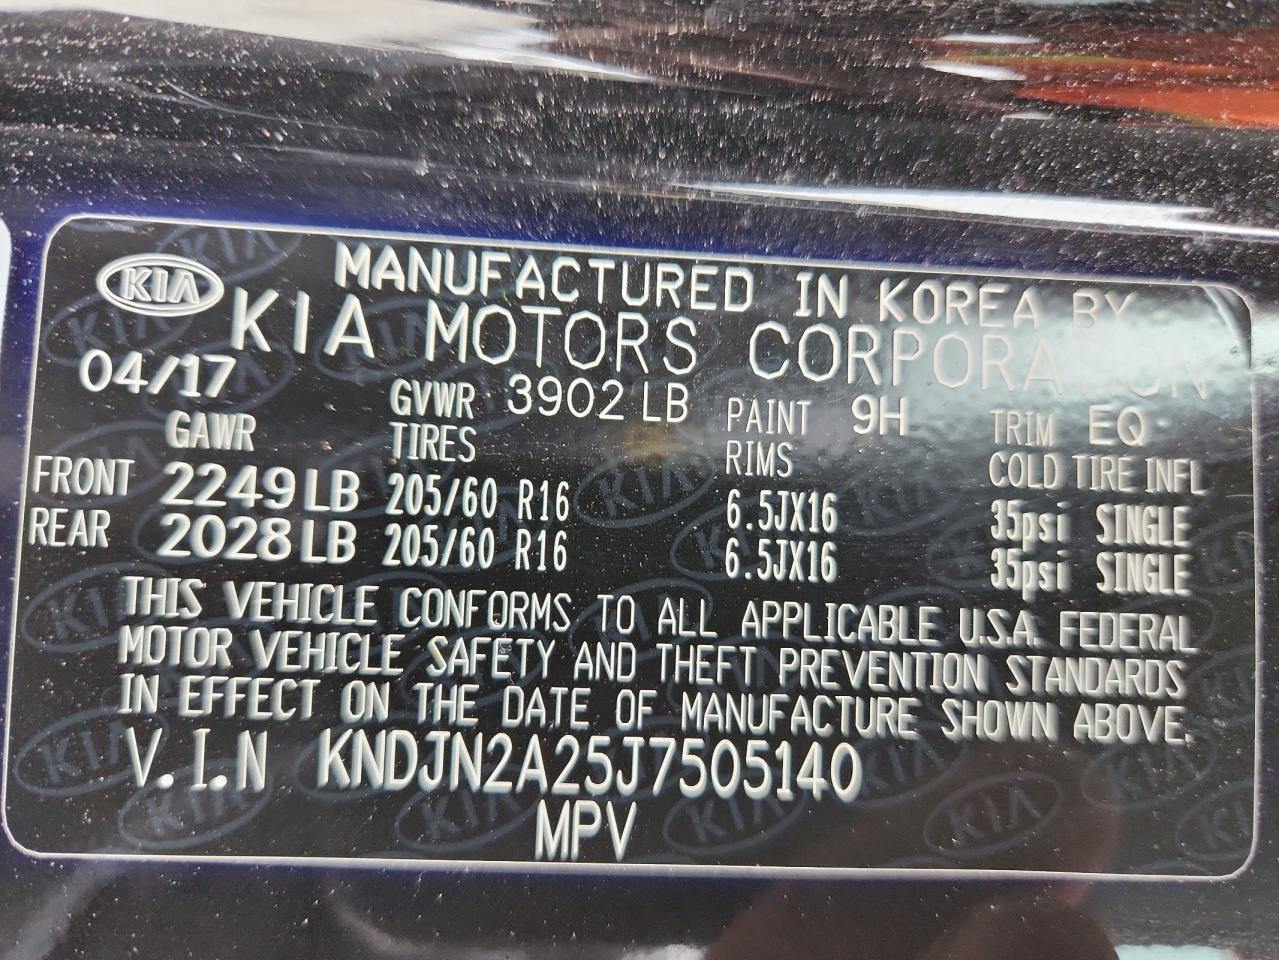 KIA MANUFACTURED IN KOREA BY
KIA MOTORS CORPORATION
04/17 GVWR 3902 LB PAINT 9H TRIM EQ
GAWR TIRES RIMS COLD TIRE INFL
FRONT 2249 LB 205/60 R16 6.5JX16 35psi SINGLE
REAR 2028 LB 205/60 R16 6.5JX16 35psi SINGLE
THIS VEHICLE CONFORMS TO ALL APPLICABLE U.S.A. FEDERAL
MOTOR VEHICLE SAFETY AND THEFT PREVENTION STANDARDS
IN EFFECT ON THE DATE OF MANUFACTURE SHOWN ABOVE.
V.I.N KNDJN2A25J7505140
MPV